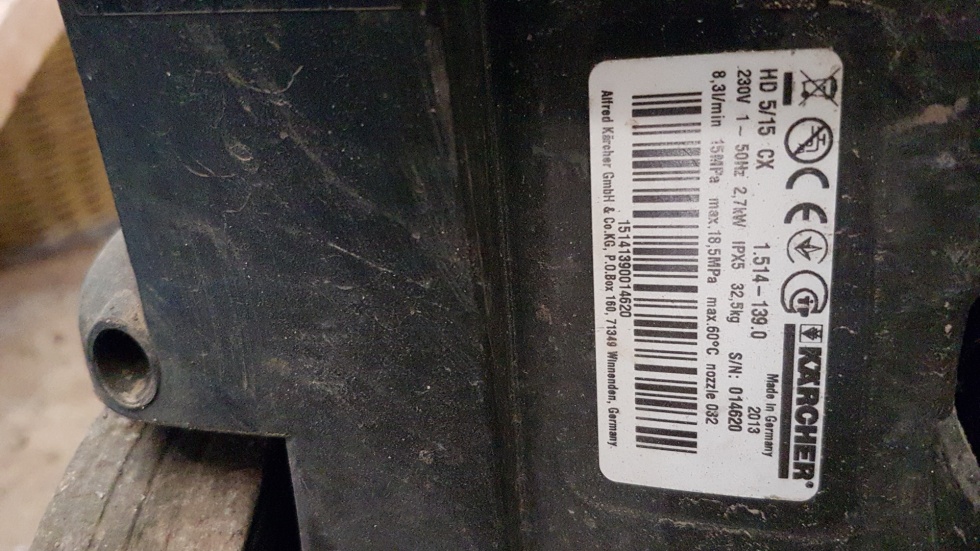 KÄRCHER®
Made in Germany
HD 5/15 CX 1.514-139.0 2013
230V 1~ 50Hz 2,7kW IPX5 32,5kg S/N: 014620
8,3l/min 15MPa max.18,5MPa max.60°C nozzle 032
15141390014620
Alfred Kärcher GmbH & Co.KG, P.O.Box 160, 71349 Winnenden, Germany.